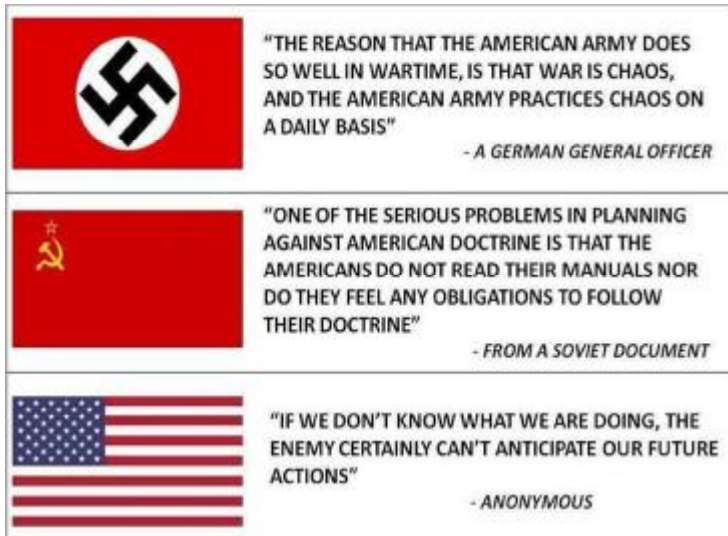 “THE REASON THAT THE AMERICAN ARMY DOES
SO WELL IN WARTIME, IS THAT WAR IS CHAOS,
AND THE AMERICAN ARMY PRACTICES CHAOS ON
A DAILY BASIS”
- A GERMAN GENERAL OFFICER
“ONE OF THE SERIOUS PROBLEMS IN PLANNING
AGAINST AMERICAN DOCTRINE IS THAT THE
AMERICANS DO NOT READ THEIR MANUALS NOR
DO THEY FEEL ANY OBLIGATIONS TO FOLLOW
THEIR DOCTRINE”
- FROM A SOVIET DOCUMENT
“IF WE DON’T KNOW WHAT WE ARE DOING, THE
ENEMY CERTAINLY CAN’T ANTICIPATE OUR FUTURE
ACTIONS”
- ANONYMOUS